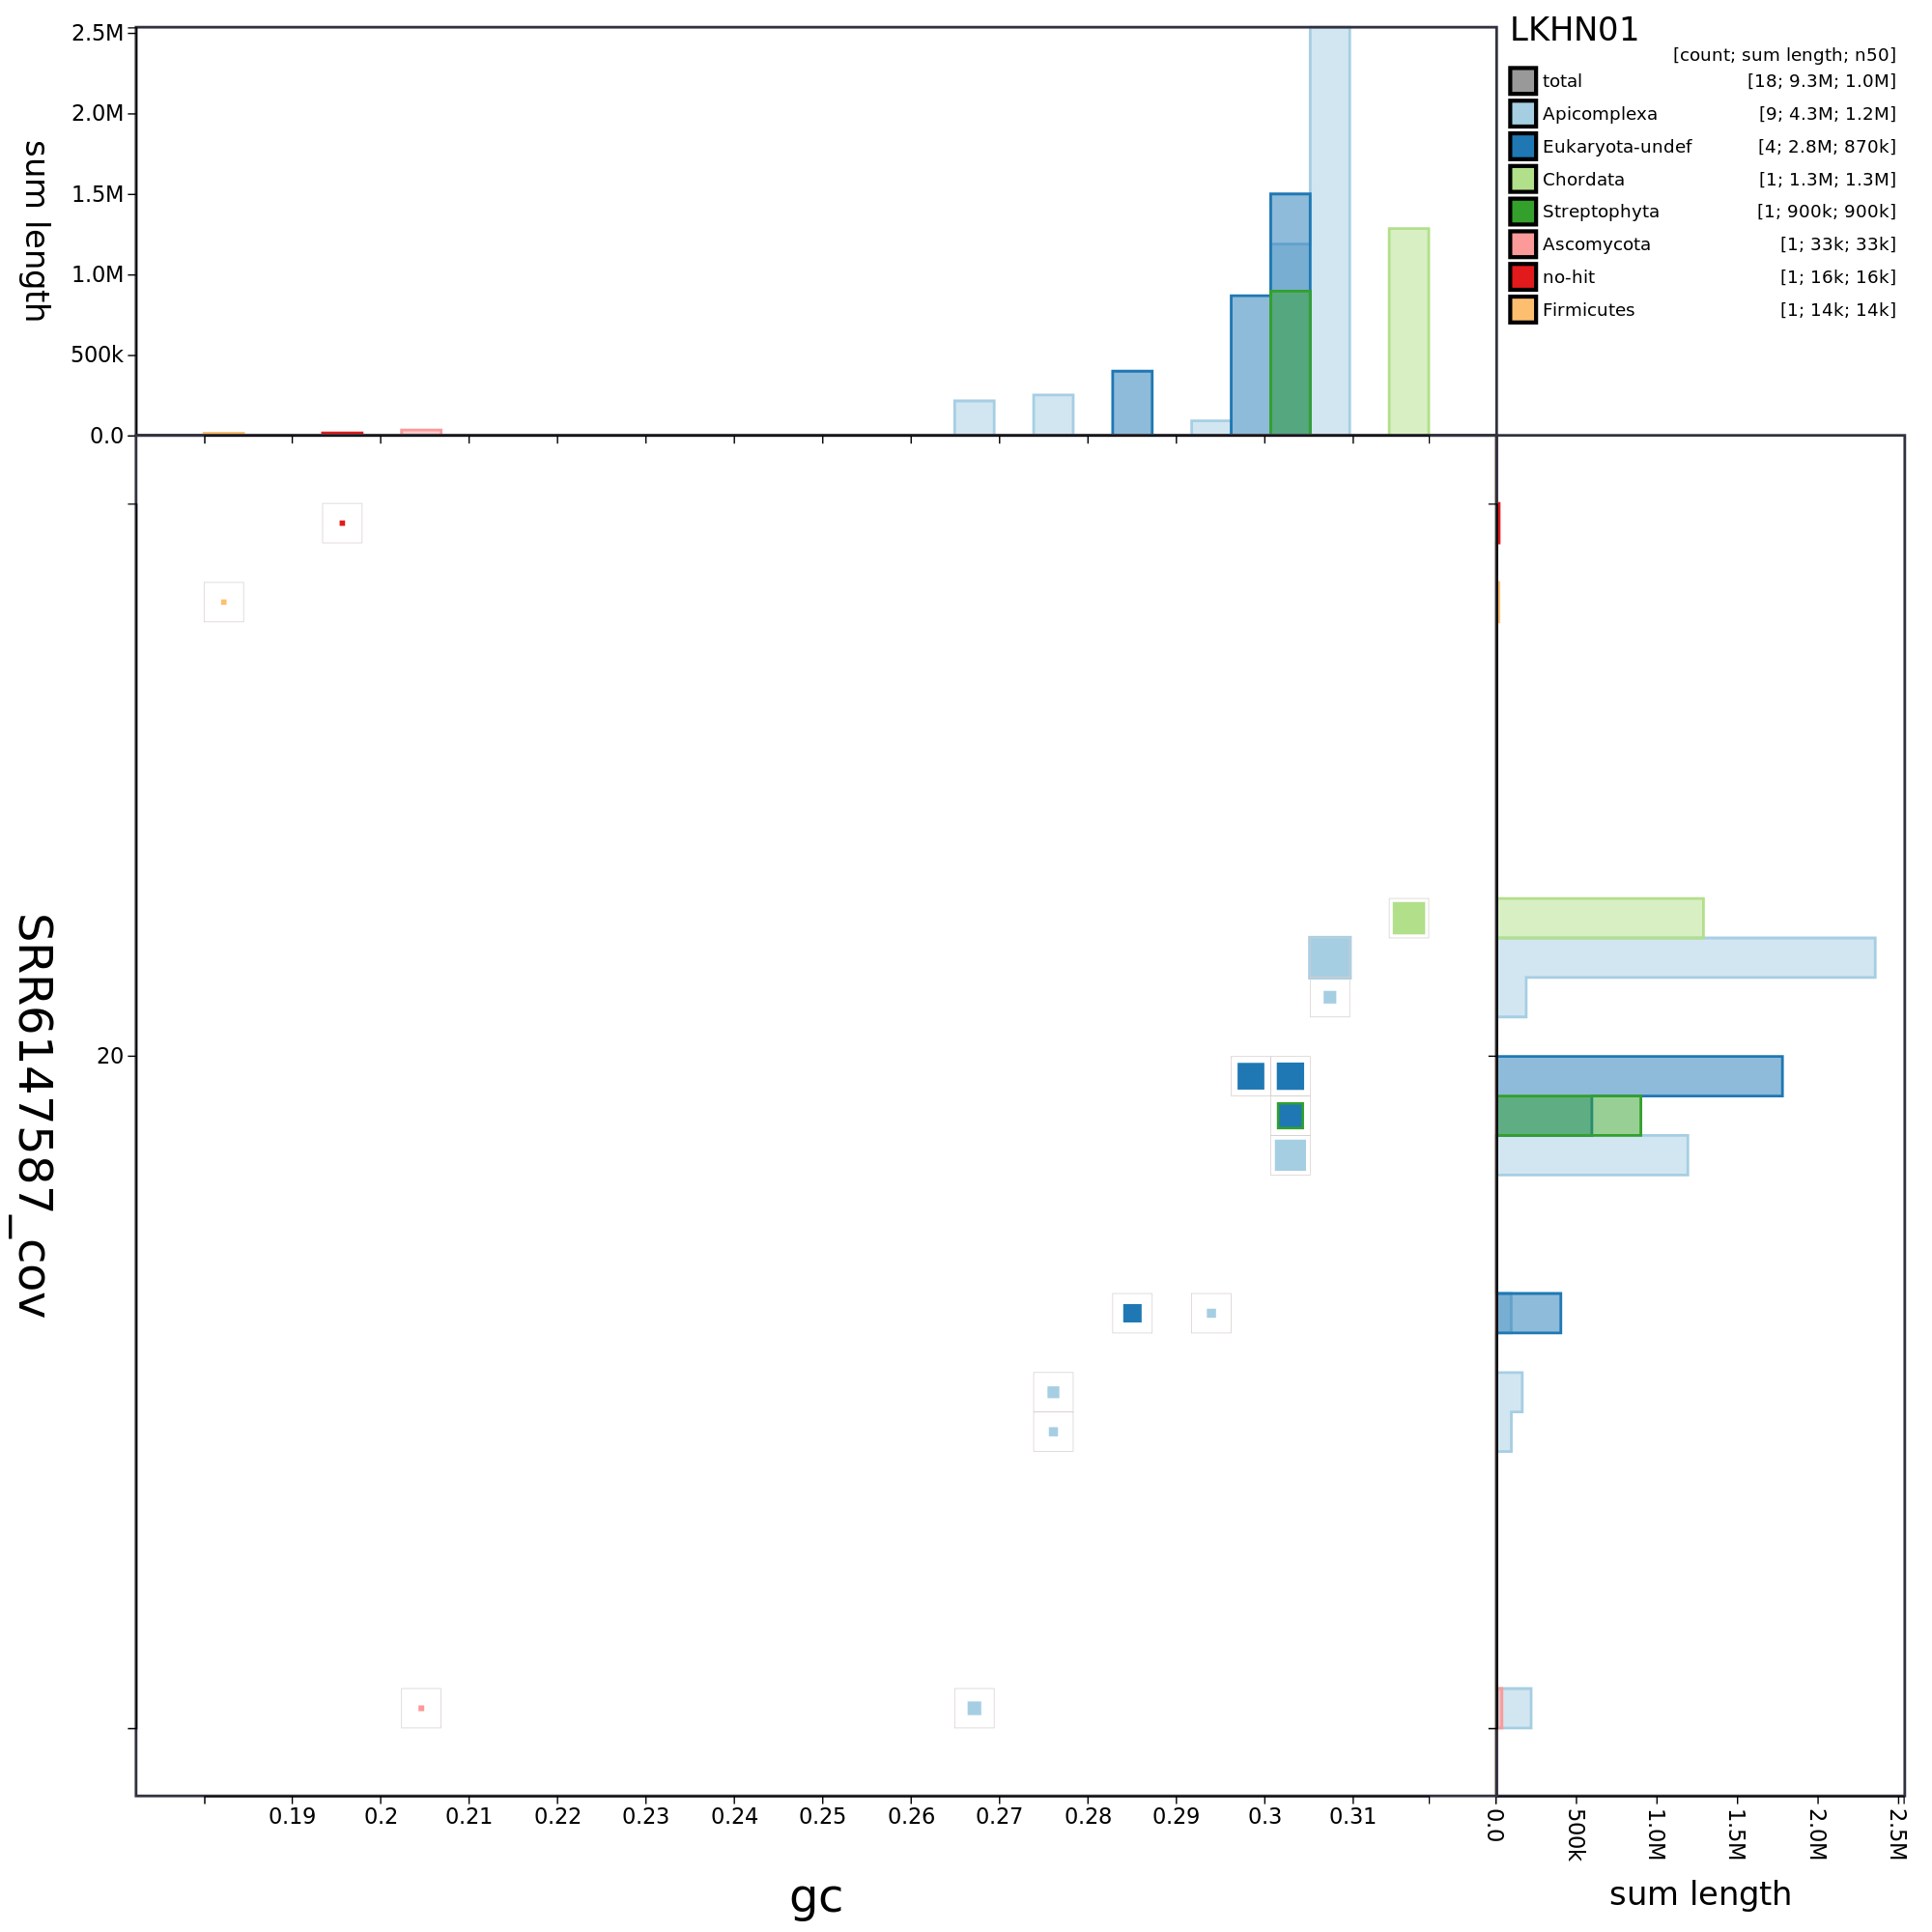 LKHN01
[count; sum length; n50]
total [18; 9.3M; 1.0M]
Apicomplexa [9; 4.3M; 1.2M]
Eukaryota-undef [4; 2.8M; 870k]
Chordata [1; 1.3M; 1.3M]
Streptophyta [1; 900k; 900k]
Ascomycota [1; 33k; 33k]
no-hit [1; 16k; 16k]
Firmicutes [1; 14k; 14k]
sum length
2.5M
2.0M
1.5M
1.0M
500k
0.0
SRR6147587_cov
20
0.19 0.2 0.21 0.22 0.23 0.24 0.25 0.26 0.27 0.28 0.29 0.3 0.31
gc
0.0 500k 1.0M 1.5M 2.0M 2.5M
sum length